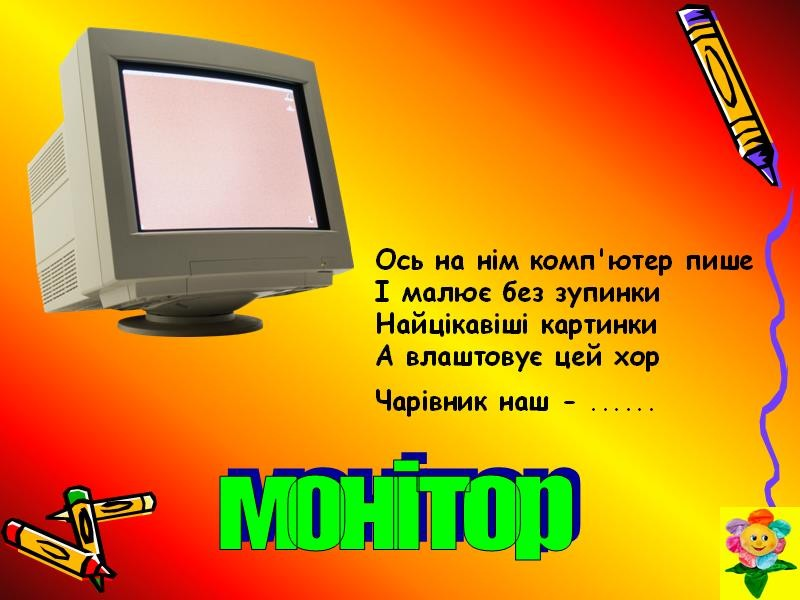 Ось на нім комп'ютер пише
І малює без зупинки
Найцікавіші картинки
А влаштовує цей хор
Чарівник наш - ......
монітор